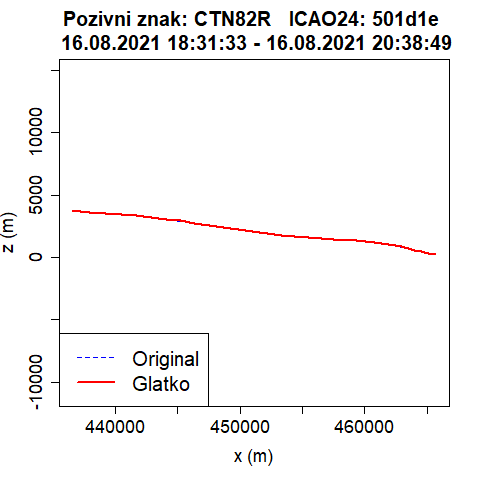 Pozivni znak: CTN82R   ICAO24: 501d1e
16.08.2021 18:31:33 - 16.08.2021 20:38:49
z (m)
10000
5000
0
-10000
Original
Glatko
440000 450000 460000
x (m)